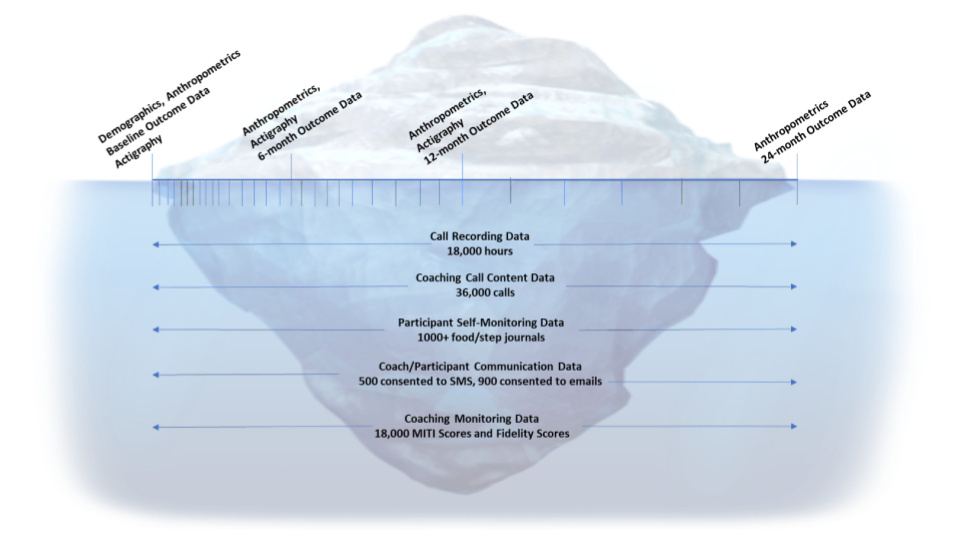 Demographics, Anthropometrics
Baseline Outcome Data
Actigraphy
Anthropometrics,
Actigraphy
6-month Outcome Data
Anthropometrics,
Actigraphy
12-month Outcome Data
Anthropometrics
24-month Outcome Data
Call Recording Data
18,000 hours
Coaching Call Content Data
36,000 calls
Participant Self-Monitoring Data
1000+ food/step journals
Coach/Participant Communication Data
500 consented to SMS, 900 consented to emails
Coaching Monitoring Data
18,000 MITI Scores and Fidelity Scores